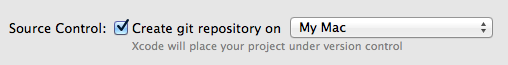 Source Control: Create git repository on My Mac
Xcode will place your project under version control